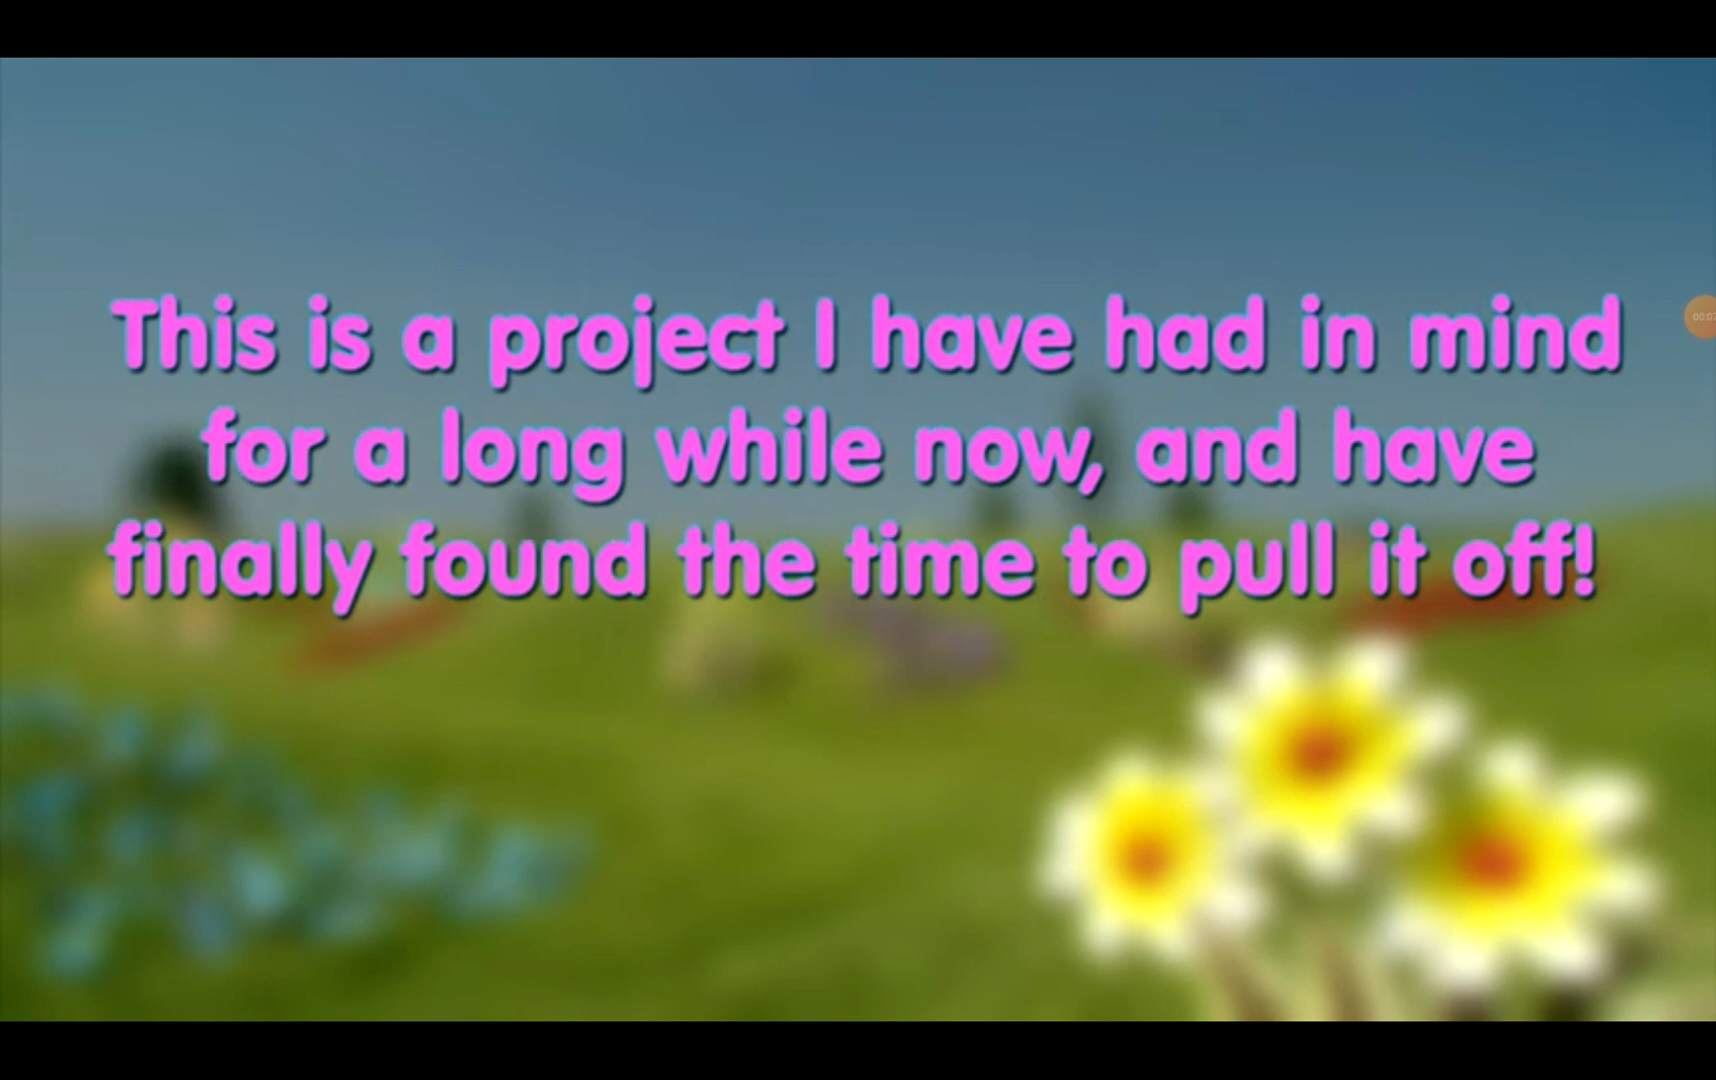 This is a project I have had in mind
for a long while now, and have
finally found the time to pull it off!